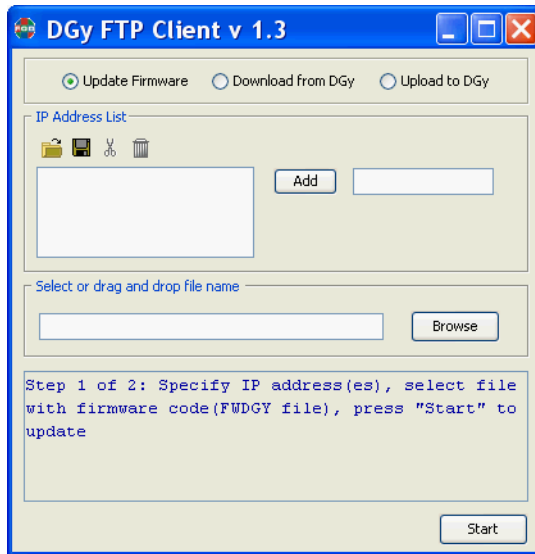 DGy FTP Client v 1.3
Update Firmware Download from DGy Upload to DGy
IP Address List
Add
Select or drag and drop file name
Browse
Step 1 of 2: Specify IP address(es), select file
with firmware code(FWDGY file), press "Start" to
update
Start